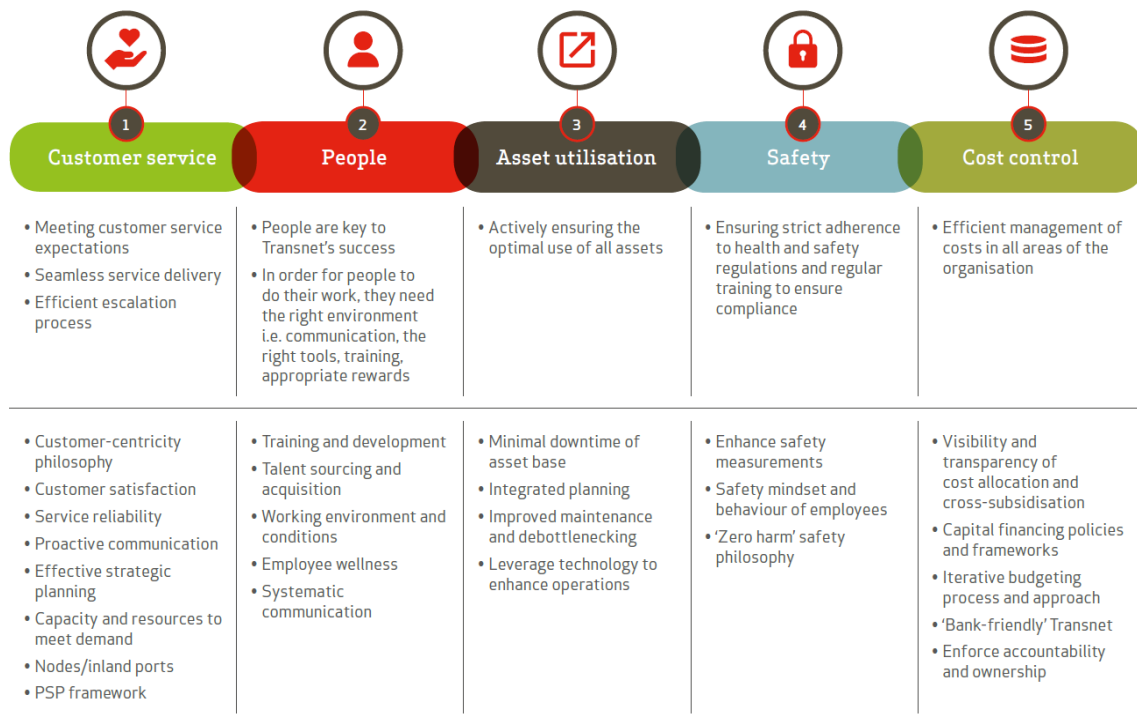 1
Customer service
2
People
3
Asset utilisation
4
Safety
5
Cost control
• Meeting customer service
expectations
• Seamless service delivery
• Efficient escalation
process
• People are key to
Transnet’s success
• In order for people to
do their work, they need
the right environment
i.e. communication, the
right tools, training,
appropriate rewards
• Actively ensuring the
optimal use of all assets
• Ensuring strict adherence
to health and safety
regulations and regular
training to ensure
compliance
• Efficient management of
costs in all areas of the
organisation
• Customer-centricity
philosophy
• Customer satisfaction
• Service reliability
• Proactive communication
• Effective strategic
planning
• Capacity and resources to
meet demand
• Nodes/inland ports
• PSP framework
• Training and development
• Talent sourcing and
acquisition
• Working environment and
conditions
• Employee wellness
• Systematic
communication
• Minimal downtime of
asset base
• Integrated planning
• Improved maintenance
and debottlenecking
• Leverage technology to
enhance operations
• Enhance safety
measurements
• Safety mindset and
behaviour of employees
• ‘Zero harm’ safety
philosophy
• Visibility and
transparency of
cost allocation and
cross-subsidisation
• Capital financing policies
and frameworks
• Iterative budgeting
process and approach
• ‘Bank-friendly’ Transnet
• Enforce accountability
and ownership